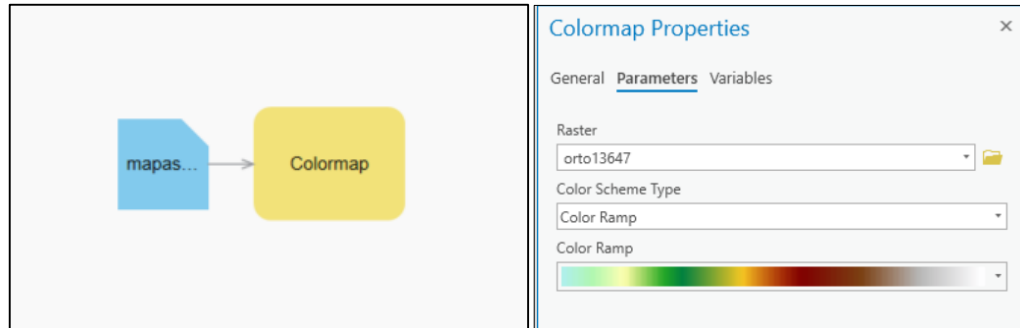 mapas...
Colormap
Colormap Properties
General Parameters Variables
Raster
orto13647
Color Scheme Type
Color Ramp
Color Ramp